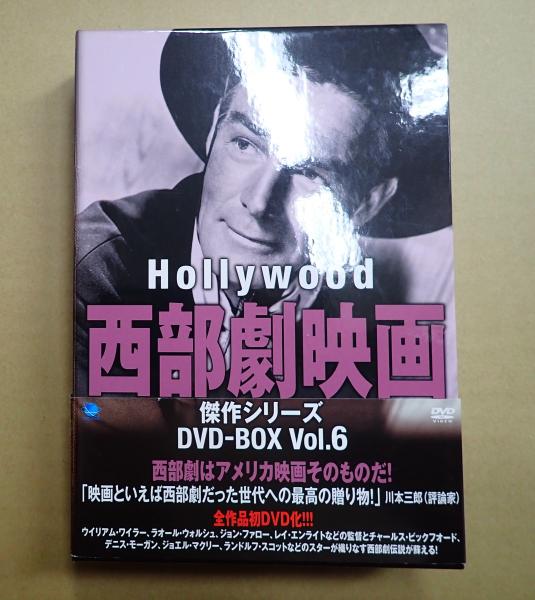 Hollywood
西部劇映画
傑作シリーズ
DVD-BOX Vol.6
DVD
VIDEO
西部劇はアメリカ映画そのものだ!
「映画といえば西部劇だった世代への最高の贈り物!」川本三郎(評論家)
全作品初DVD化!!!
ウイリアム・ワイラー、ラオール・ウォルシュ、ジョン・ファロー、レイ・エンライトなどの監督とチャールス・ビックフォード、
デニス・モーガン、ジョエル・マクリー、ランドルフ・スコットなどのスターが織りなす西部劇伝説が蘇える!